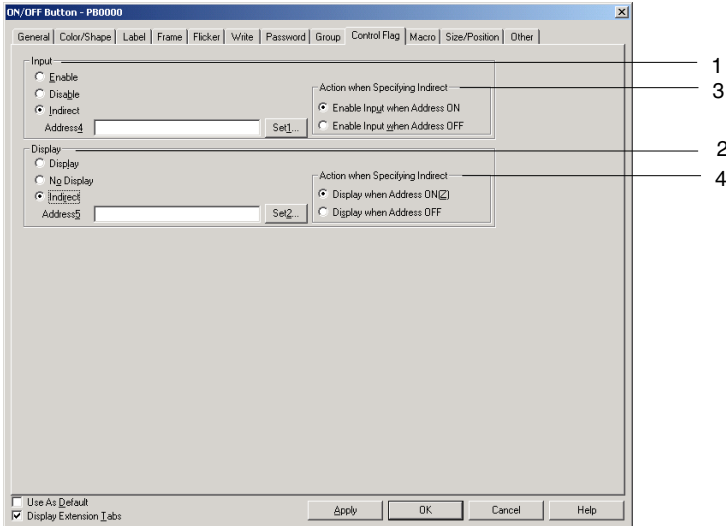 ON/OFF Button - PB0000
General Color/Shape Label Frame Flicker Write Password Group Control Flag Macro Size/Position Other
Input
1
Enable
Action when Specifying Indirect
3
Disable
Enable Input when Address ON
Indirect
Enable Input when Address OFF
Address4
Set1...
Display
2
Display
Action when Specifying Indirect
4
No Display
Display when Address ON(Z)
Indirect
Display when Address OFF
Address5
Set2...
Use As Default
Display Extension Tabs
Apply OK Cancel Help